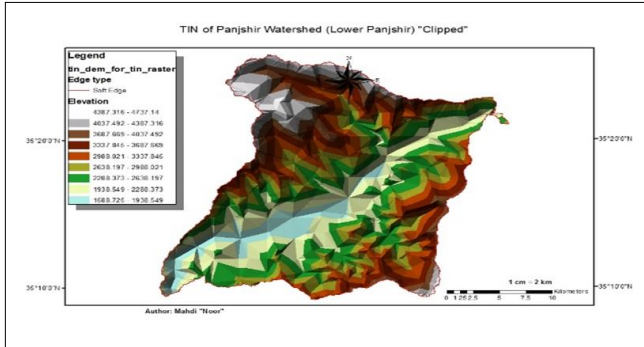 TIN of Panjshir Watershed (Lower Panjshir) "Clipped"
Legend
tin_dem_for_tin_raster
Edge type
Soft Edge
Elevation
4387.316 - 4737.14
4037.492 - 4387.316
3687.669 - 4037.492
3337.845 - 3687.669
2988.021 - 3337.845
2638.197 - 2988.021
2288.373 - 2638.197
1938.549 - 2288.373
1588.725 - 1938.549
N
E
35°20'0"N
35°20'0"N
35°10'0"N
35°10'0"N
1 cm = 2 km
Kilometers
0 1.25 2.5 5 7.5 10
Author: Mahdi "Noor"